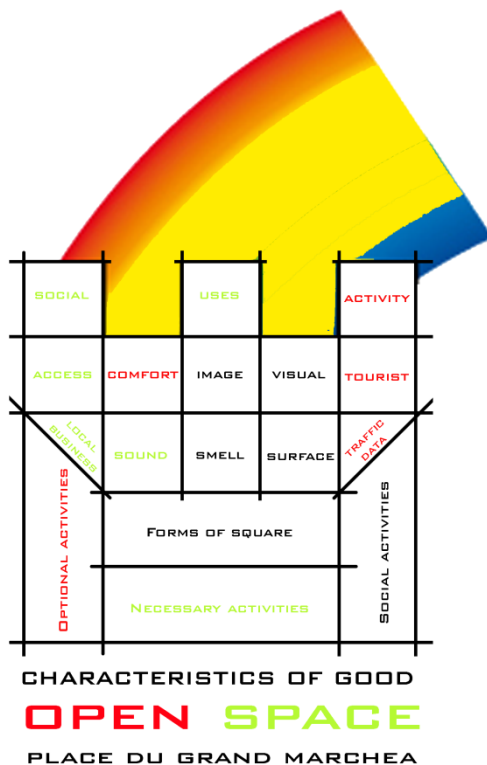 SOCIAL USES ACTIVITY
ACCESS COMFORT IMAGE VISUAL TOURIST
LOCAL
BUSINESS
SOUND SMELL SURFACE
TRAFFIC
DATA
OPTIONAL ACTIVITIES
FORMS OF SQUARE
SOCIAL ACTIVITIES
NECESSARY ACTIVITIES
CHARACTERISTICS OF GOOD
OPEN SPACE
PLACE DU GRAND MARCHEA